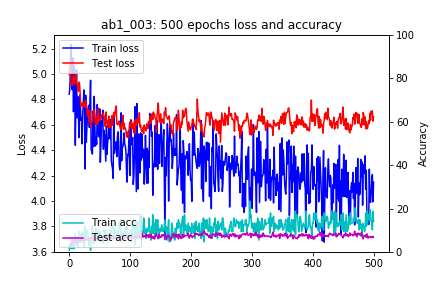 ab1_003: 500 epochs loss and accuracy
Train loss
Test loss
Train acc
Test acc
Loss
Accuracy
5.2
5.0
4.8
4.6
4.4
4.2
4.0
3.8
3.6
100
80
60
40
20
0
0 100 200 300 400 500